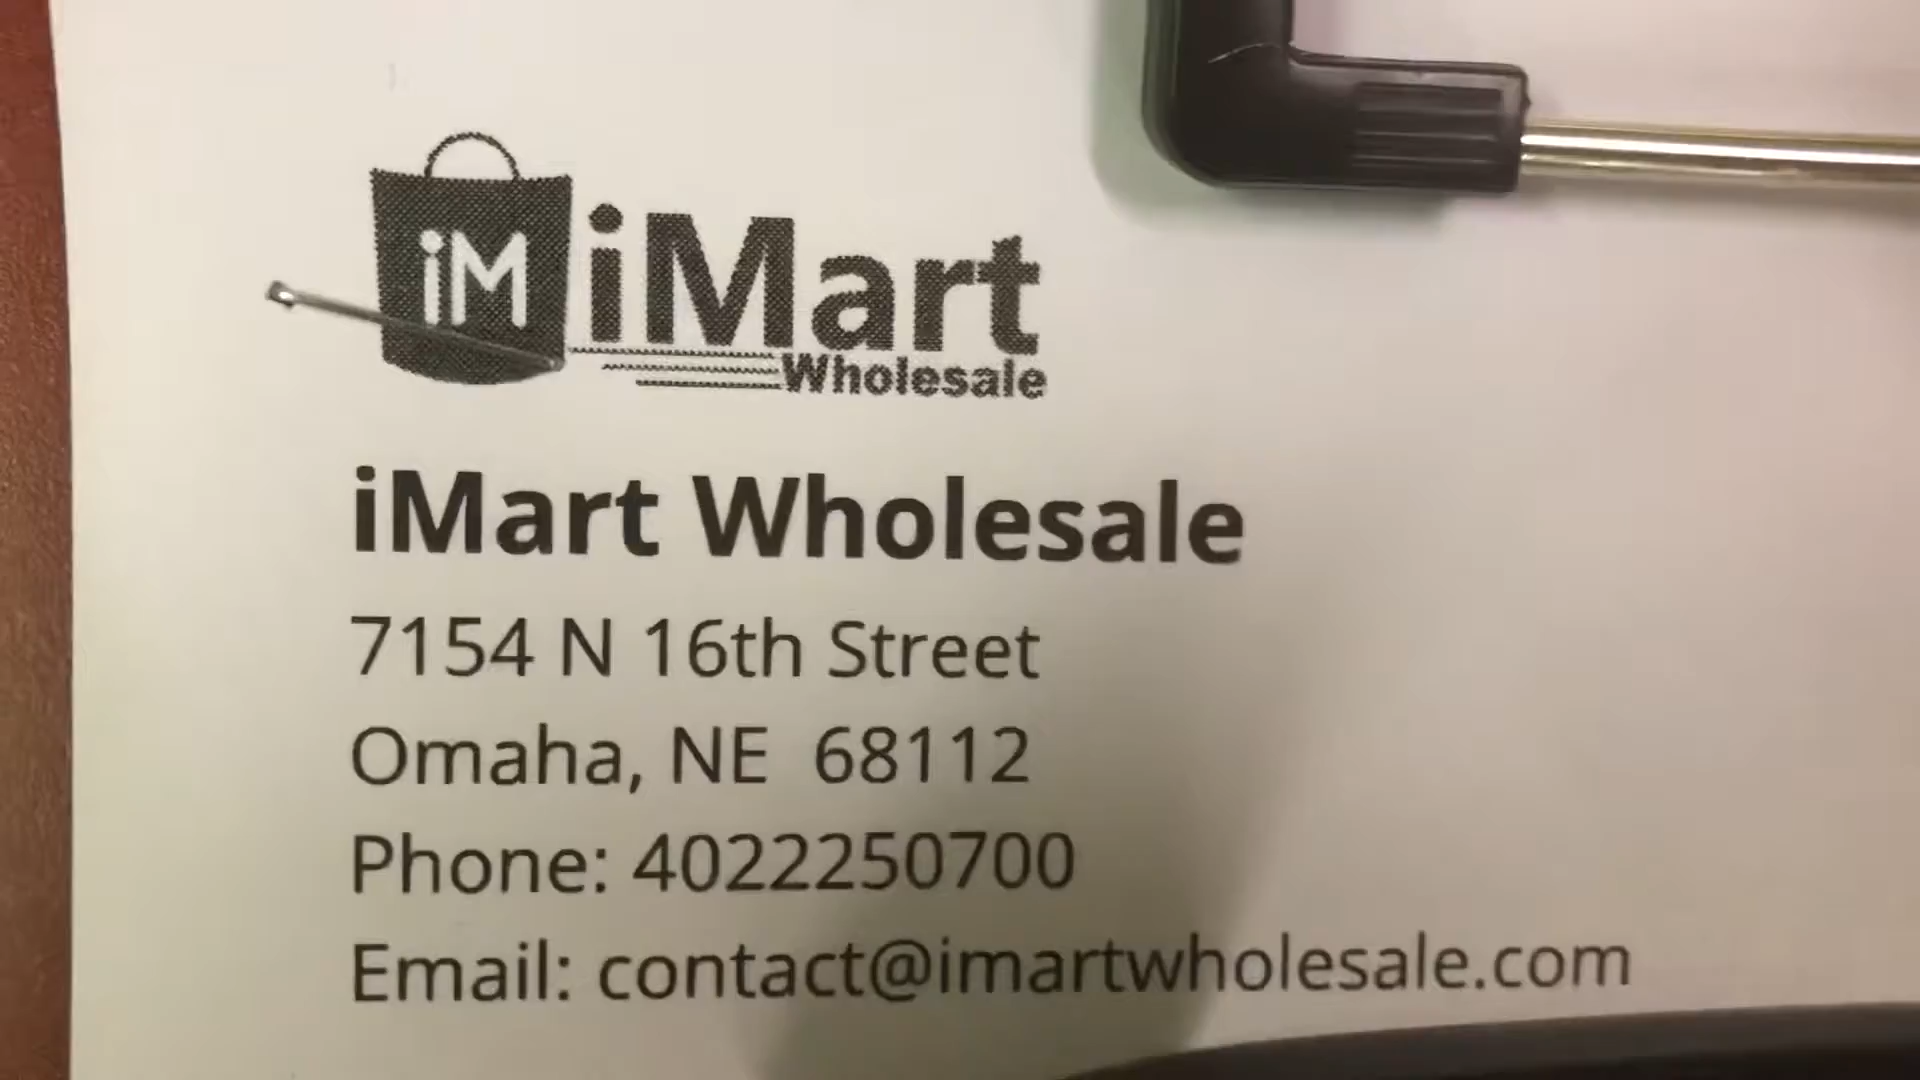 iM iMart
Wholesale
iMart Wholesale
7154 N 16th Street
Omaha, NE 68112
Phone: 4022250700
Email: contact@imartwholesale.com